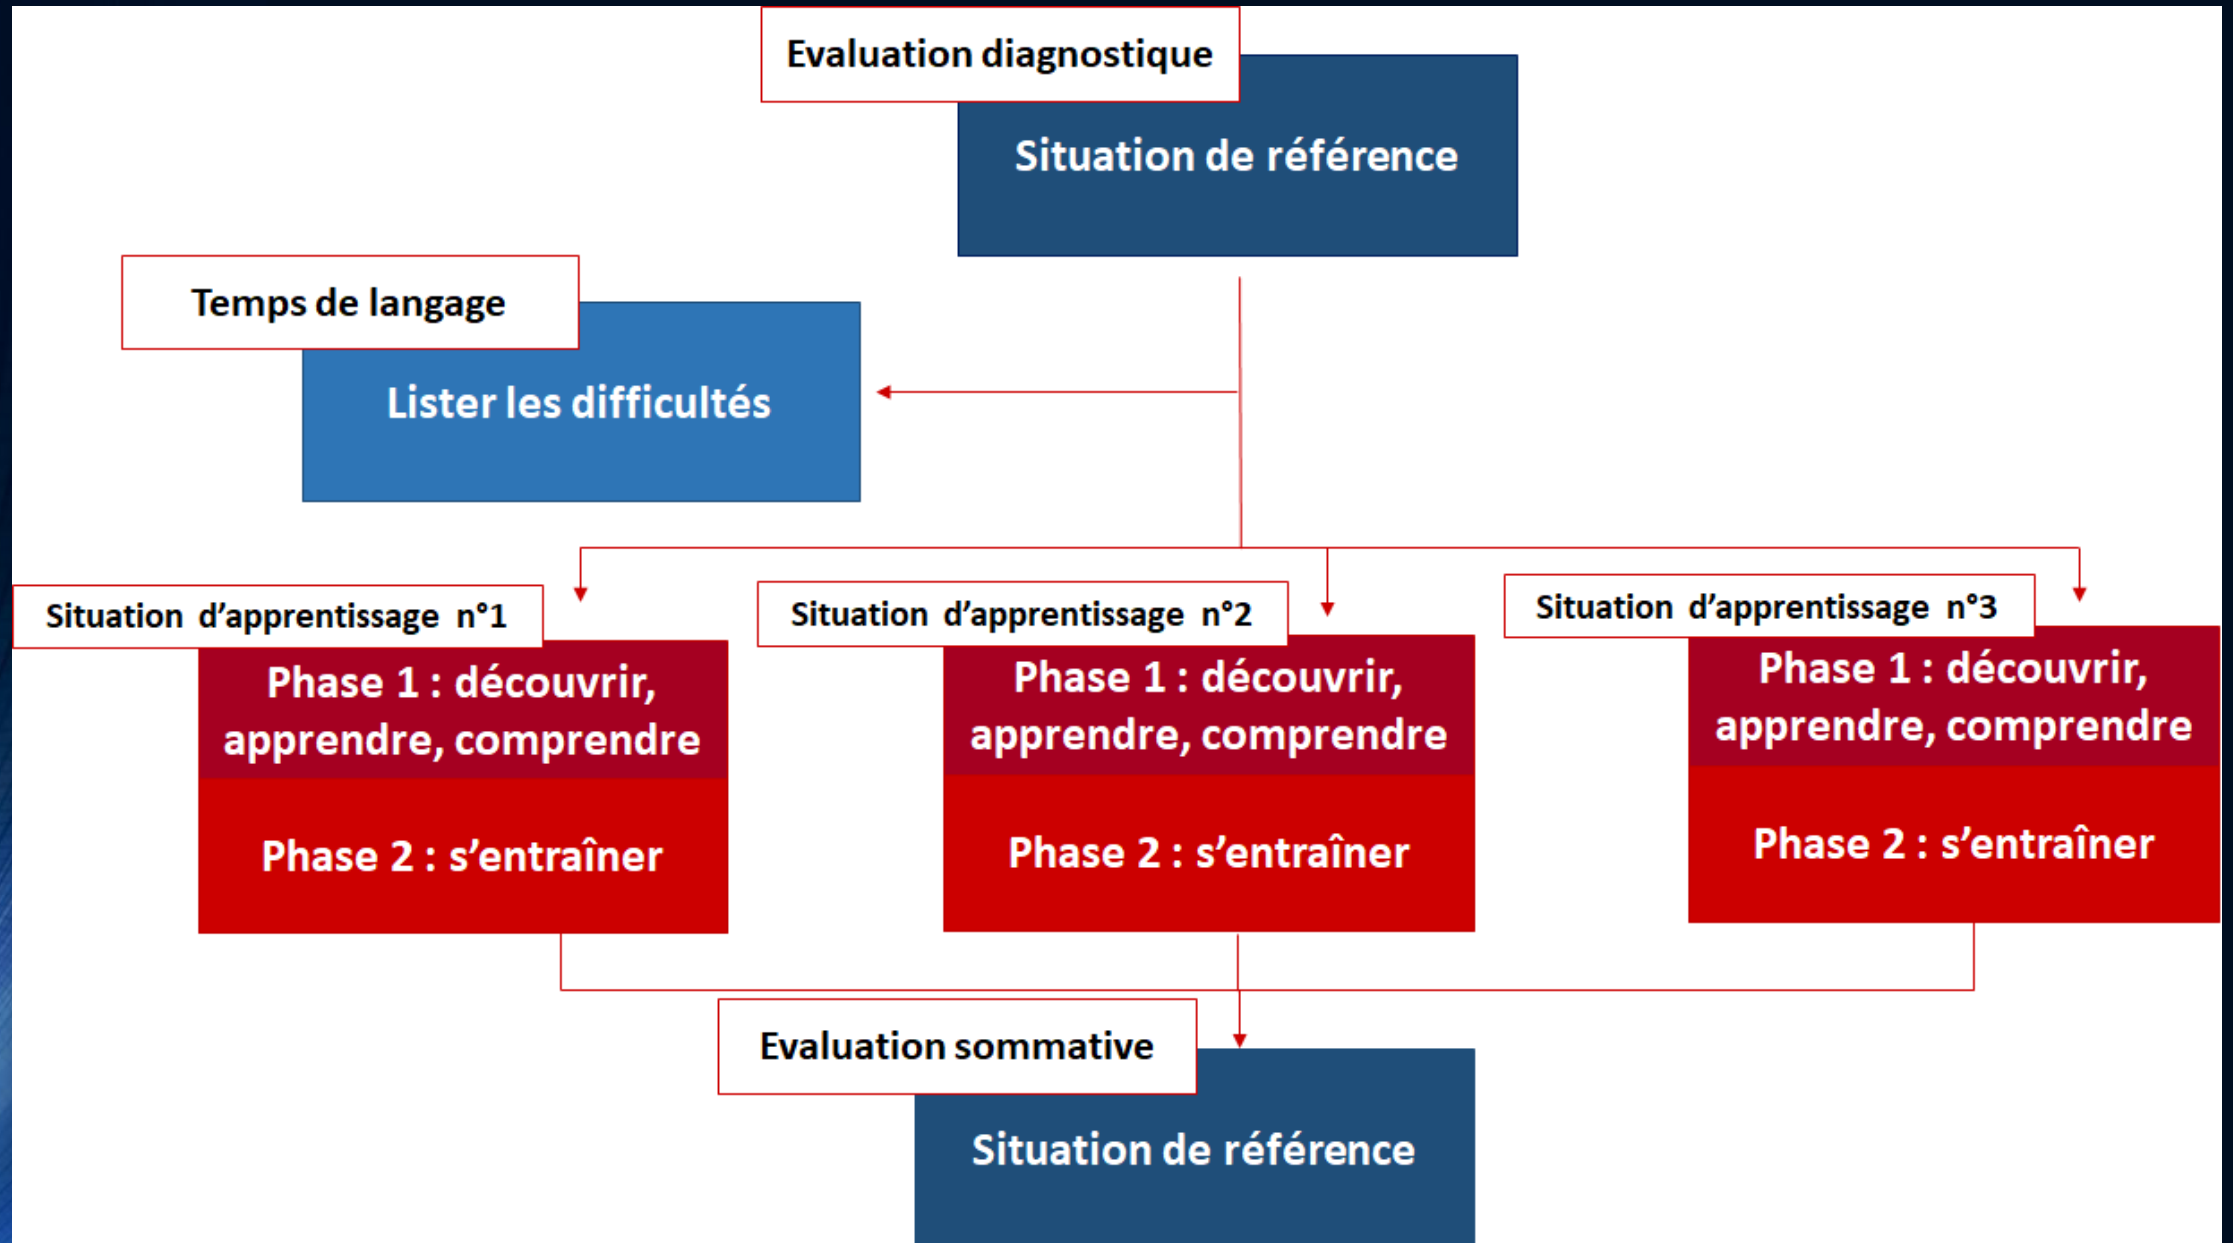 Evaluation diagnostique
Situation de référence
Temps de langage
Lister les difficultés
Situation d’apprentissage n°1
Phase 1 : découvrir,
apprendre, comprendre
Phase 2 : s’entraîner
Situation d’apprentissage n°2
Phase 1 : découvrir,
apprendre, comprendre
Phase 2 : s’entraîner
Situation d’apprentissage n°3
Phase 1 : découvrir,
apprendre, comprendre
Phase 2 : s’entraîner
Evaluation sommative
Situation de référence